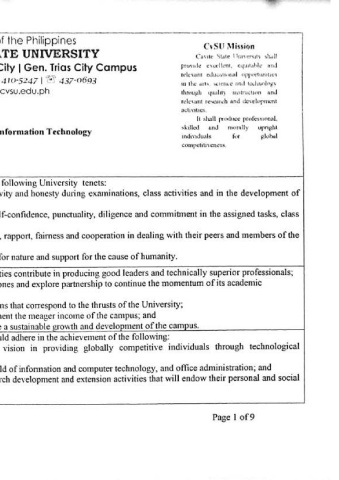 of the Philippines
TE UNIVERSITY
City | Gen. Trias City Campus
410-5247 | 437-0693
cvsu.edu.ph
CvSU Mission
Cavite State University shall
provide excellent, equitable and
relevant educational opportunities
in the arts, science and technology
through quality instruction and
relevant research and development
activities.
It shall produce professional,
skilled and morally upright
individuals for global
competitiveness.
nformation Technology
following University tenets:
vity and honesty during examinations, class activities and in the development of
lf-confidence, punctuality, diligence and commitment in the assigned tasks, class
, rapport, fairness and cooperation in dealing with their peers and members of the
for nature and support for the cause of humanity.
ties contribute in producing good leaders and technically superior professionals;
ones and explore partnership to continue the momentum of its academic
ns that correspond to the thrusts of the University;
ment the meager income of the campus; and
e a sustainable growth and development of the campus.
uld adhere in the achievement of the following:
vision in providing globally competitive individuals through technological
ld of information and computer technology, and office administration; and
rch development and extension activities that will endow their personal and social
Page 1 of 9